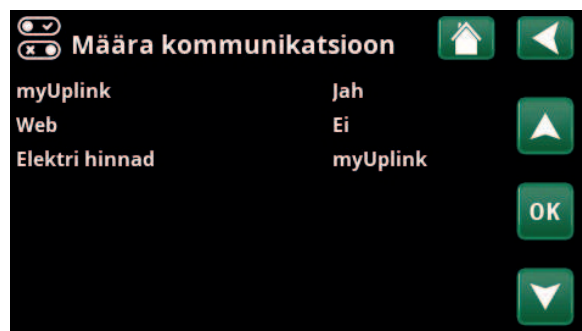 Määra kommunikatsioon
myUplink Jah
Web Ei
Elektri hinnad myUplink
OK